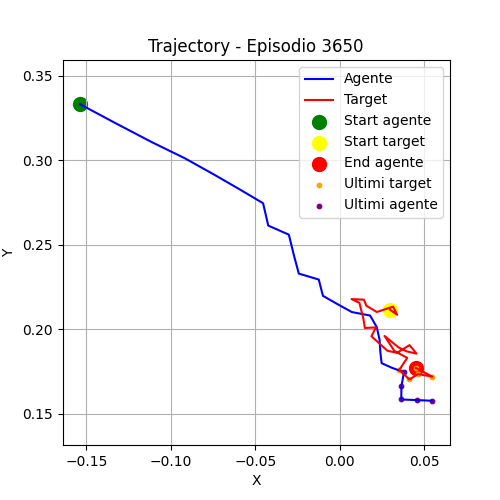 Trajectory - Episodio 3650
Agente
Target
Start agente
Start target
End agente
Ultimi target
Ultimi agente
0.35
0.30
0.25
0.20
0.15
Y
−0.15
−0.10
−0.05
0.00
0.05
X